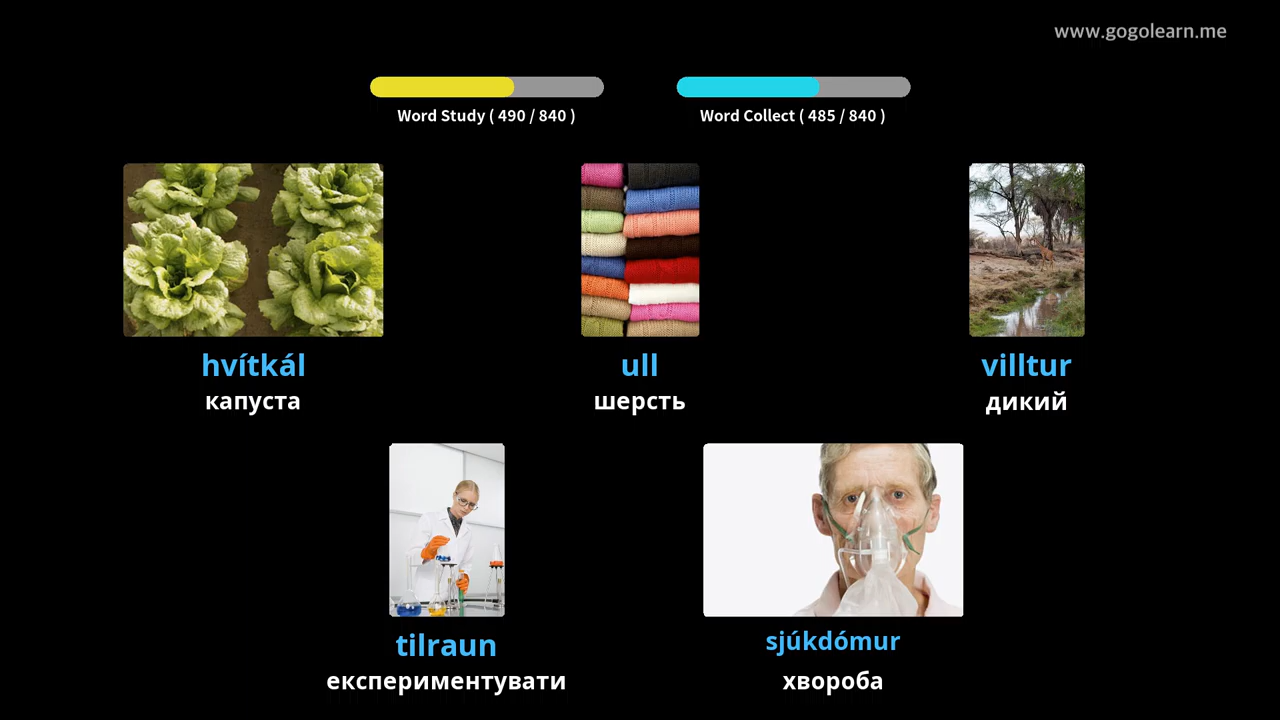 www.gogolearn.me
Word Study ( 490 / 840 )
Word Collect ( 485 / 840 )
hvítkál
капуста
ull
шерсть
villtur
дикий
tilraun
експериментувати
sjúkdómur
хвороба